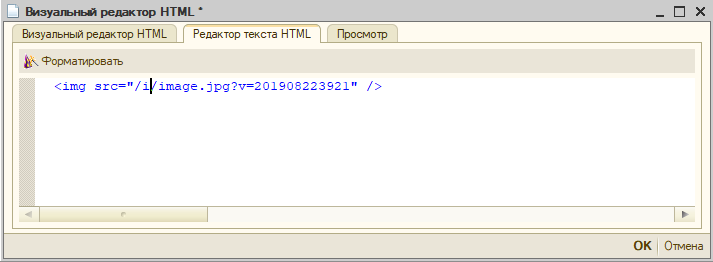 Визуальный редактор HTML *
Визуальный редактор HTML Редактор текста HTML Просмотр
Форматировать
<img src="/i/image.jpg?v=201908223921" />
OK Отмена